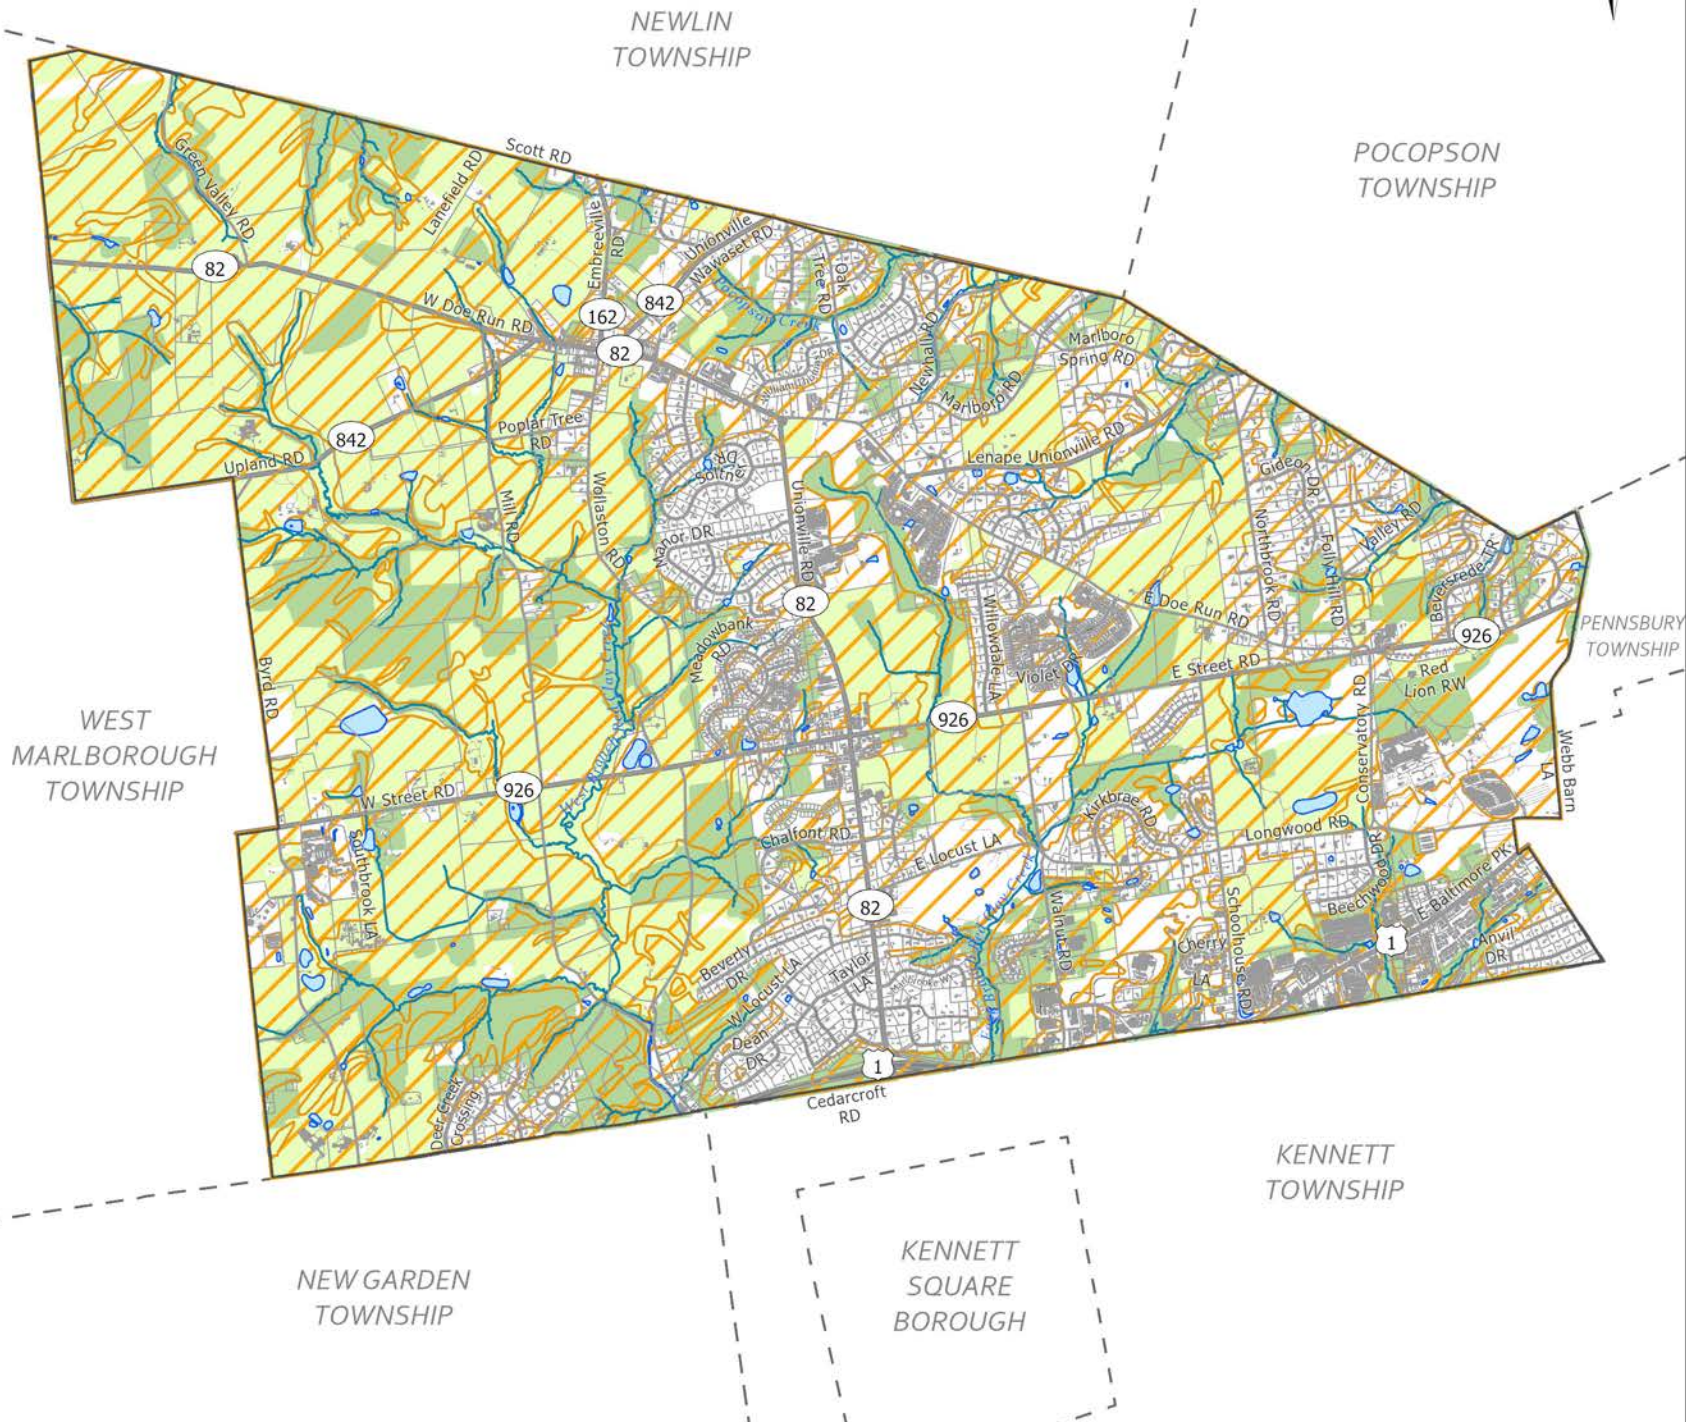 NEWLIN
TOWNSHIP
POCOPSON
TOWNSHIP
Scott RD
Green Valley RD
Lanefield RD
Embreeville
RD
Unionville
Wawaset RD
Oak
Tree RD
82
W Doe Run RD
162
842
82
Pocopson Creek
Newhall RD
Marlboro
Spring RD
Marlboro RD
William Thomas DR
842
Upland RD
Poplar Tree
RD
Mill RD
Wollaston RD
Soltner
DR
Manor DR
Unionville RD
Lenape Unionville RD
Gideon DR
Northbrook RD
Folly Hill RD
Valley RD
Beversrede TR
926
PENNSBURY
TOWNSHIP
82
Willowdale LA
E Doe Run RD
E Street RD
Violet DR
Meadowbank
RD
Red
Lion RW
Byrd RD
926
WEST
MARLBOROUGH
TOWNSHIP
W Street RD
926
Southbrook LA
Conservatory RD
Webb Barn
LA
Kirkbrae RD
Longwood RD
Chalfont RD
E Locust LA
82
Walnut RD
Schoolhouse RD
Beechwood DR
E Baltimore PK
1
Anvil
DR
Cherry
LA
Beverly
DR
W Locust LA
Taylor
LA
Dean
DR
1
Cedarcroft
RD
Deer Creek
Crossing
KENNETT
TOWNSHIP
NEW GARDEN
TOWNSHIP
KENNETT
SQUARE
BOROUGH